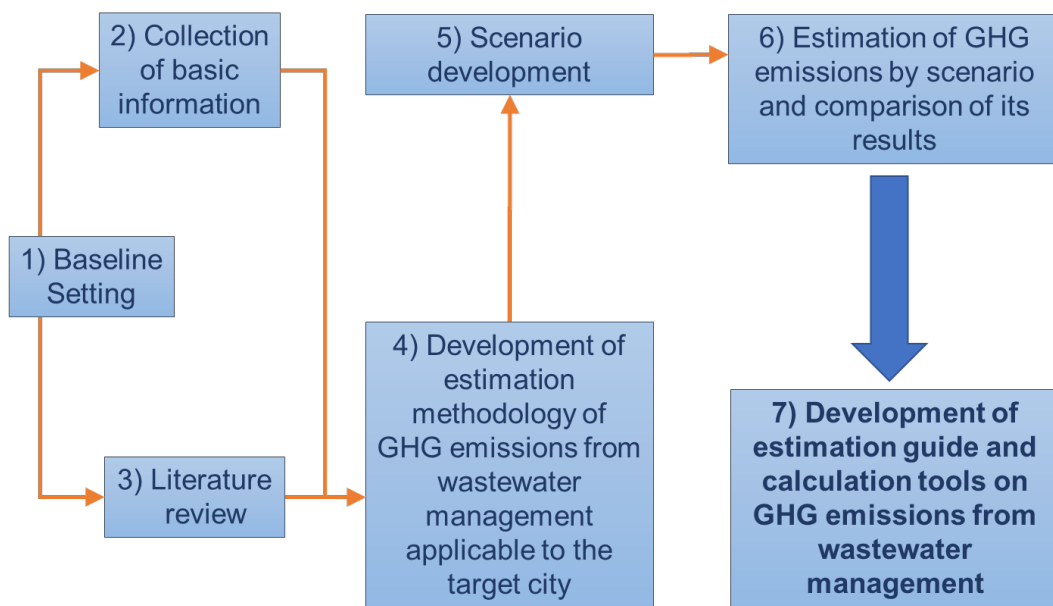 1) Baseline
Setting
2) Collection
of basic
information
3) Literature
review
4) Development of
estimation
methodology of
GHG emissions from
wastewater
management
applicable to the
target city
5) Scenario
development
6) Estimation of GHG
emissions by scenario
and comparison of its
results
7) Development of
estimation guide and
calculation tools on
GHG emissions from
wastewater
management